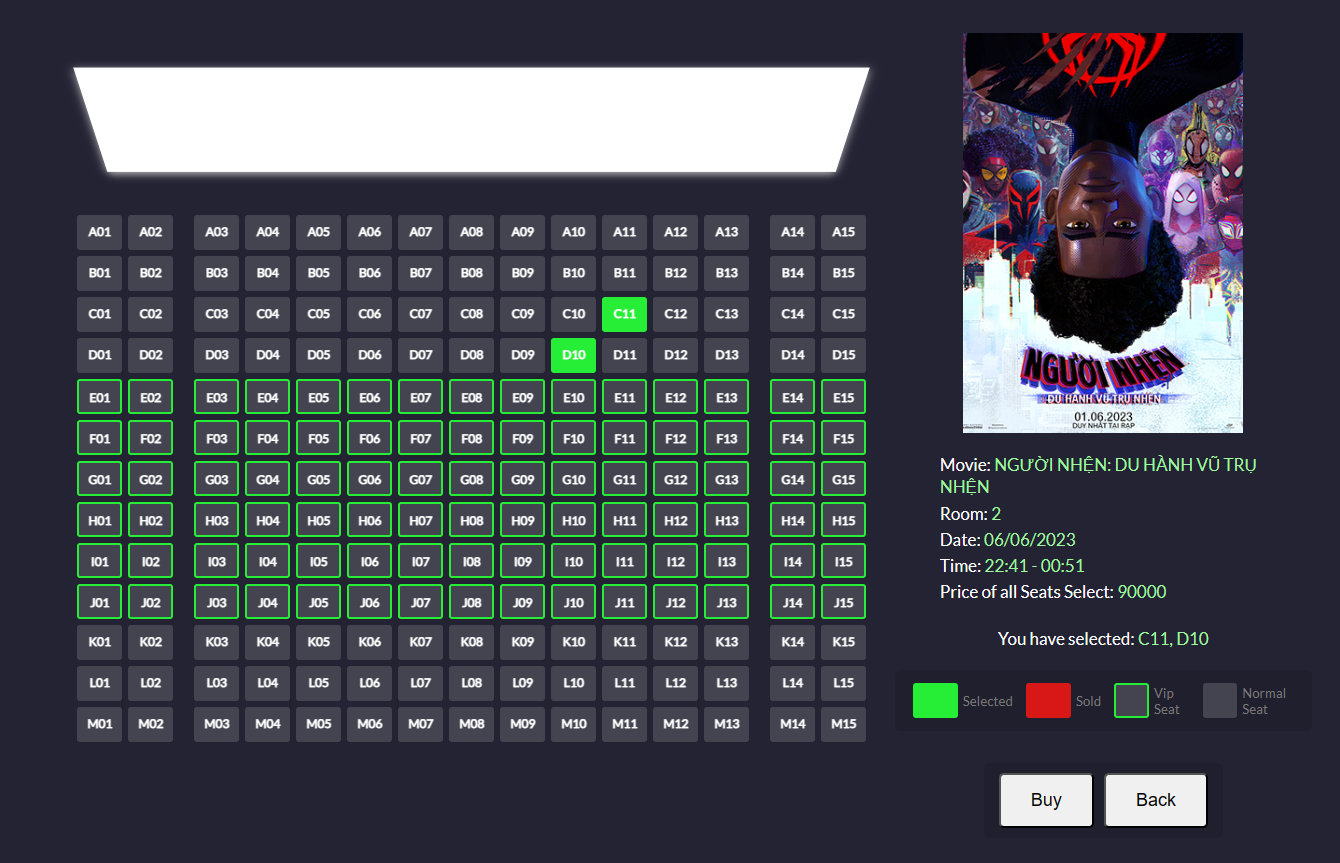 A01 A02 A03 A04 A05 A06 A07 A08 A09 A10 A11 A12 A13 A14 A15
B01 B02 B03 B04 B05 B06 B07 B08 B09 B10 B11 B12 B13 B14 B15
C01 C02 C03 C04 C05 C06 C07 C08 C09 C10 C11 C12 C13 C14 C15
D01 D02 D03 D04 D05 D06 D07 D08 D09 D10 D11 D12 D13 D14 D15
E01 E02 E03 E04 E05 E06 E07 E08 E09 E10 E11 E12 E13 E14 E15
F01 F02 F03 F04 F05 F06 F07 F08 F09 F10 F11 F12 F13 F14 F15
G01 G02 G03 G04 G05 G06 G07 G08 G09 G10 G11 G12 G13 G14 G15
H01 H02 H03 H04 H05 H06 H07 H08 H09 H10 H11 H12 H13 H14 H15
I01 I02 I03 I04 I05 I06 I07 I08 I09 I10 I11 I12 I13 I14 I15
J01 J02 J03 J04 J05 J06 J07 J08 J09 J10 J11 J12 J13 J14 J15
K01 K02 K03 K04 K05 K06 K07 K08 K09 K10 K11 K12 K13 K14 K15
L01 L02 L03 L04 L05 L06 L07 L08 L09 L10 L11 L12 L13 L14 L15
M01 M02 M03 M04 M05 M06 M07 M08 M09 M10 M11 M12 M13 M14 M15
NGƯỜI NHỆN
DU HÀNH VŨ TRỤ NHỆN
01.06.2023
DUY NHẤT TẠI RẠP
Movie: NGƯỜI NHỆN: DU HÀNH VŨ TRỤ
NHỆN
Room: 2
Date: 06/06/2023
Time: 22:41 - 00:51
Price of all Seats Select: 90000
You have selected: C11, D10
Selected
Sold
Vip
Seat
Normal
Seat
Buy
Back